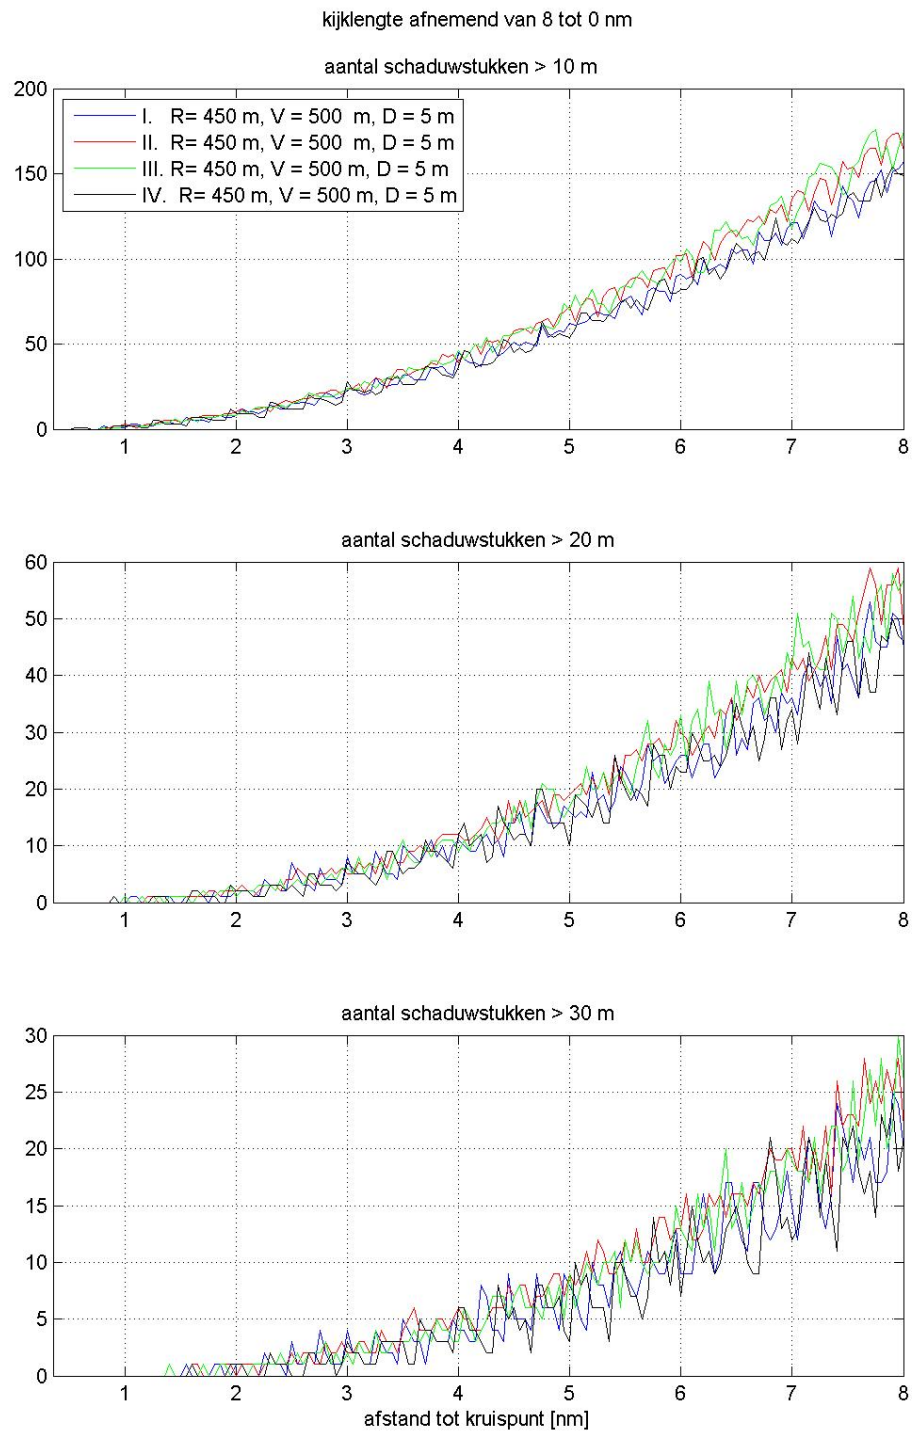 kijklengte afnemend van 8 tot 0 nm
aantal schaduwstukken > 10 m
200
150
100
50
0
I. R= 450 m, V = 500 m, D = 5 m
II. R= 450 m, V = 500 m, D = 5 m
III. R= 450 m, V = 500 m, D = 5 m
IV. R= 450 m, V = 500 m, D = 5 m
1 2 3 4 5 6 7 8
aantal schaduwstukken > 20 m
60
50
40
30
20
10
0
1 2 3 4 5 6 7 8
aantal schaduwstukken > 30 m
30
25
20
15
10
5
0
1 2 3 4 5 6 7 8
afstand tot kruispunt [nm]